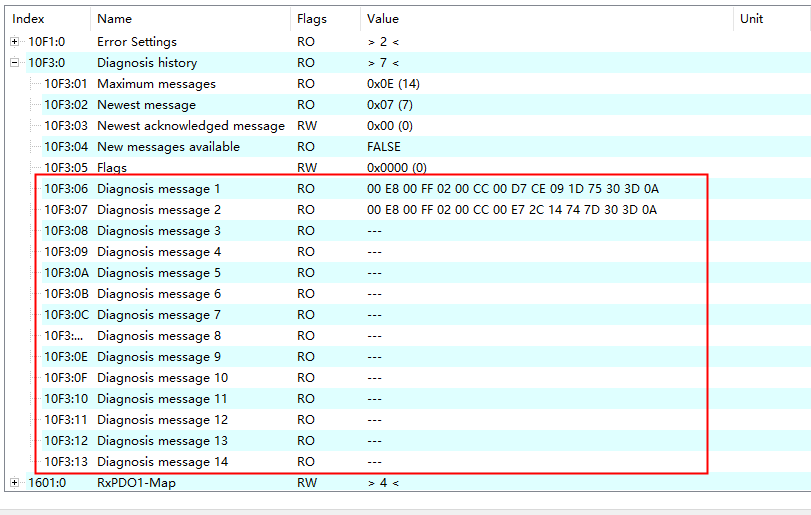 Index Name Flags Value Unit
10F1:0 Error Settings RO > 2 <
10F3:0 Diagnosis history RO > 7 <
10F3:01 Maximum messages RO 0x0E (14)
10F3:02 Newest message RO 0x07 (7)
10F3:03 Newest acknowledged message RW 0x00 (0)
10F3:04 New messages available RO FALSE
10F3:05 Flags RW 0x0000 (0)
10F3:06 Diagnosis message 1 RO 00 E8 00 FF 02 00 CC 00 D7 CE 09 1D 75 30 3D 0A
10F3:07 Diagnosis message 2 RO 00 E8 00 FF 02 00 CC 00 E7 2C 14 74 7D 30 3D 0A
10F3:08 Diagnosis message 3 RO ---
10F3:09 Diagnosis message 4 RO ---
10F3:0A Diagnosis message 5 RO ---
10F3:0B Diagnosis message 6 RO ---
10F3:0C Diagnosis message 7 RO ---
10F3:... Diagnosis message 8 RO ---
10F3:0E Diagnosis message 9 RO ---
10F3:0F Diagnosis message 10 RO ---
10F3:10 Diagnosis message 11 RO ---
10F3:11 Diagnosis message 12 RO ---
10F3:12 Diagnosis message 13 RO ---
10F3:13 Diagnosis message 14 RO ---
1601:0 RxPDO1-Map RW > 4 <